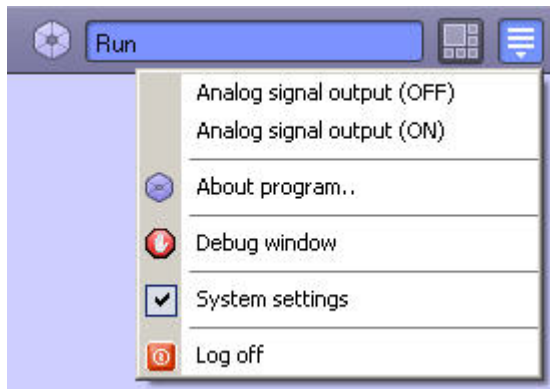 Run
Analog signal output (OFF)
Analog signal output (ON)
About program..
Debug window
System settings
Log off